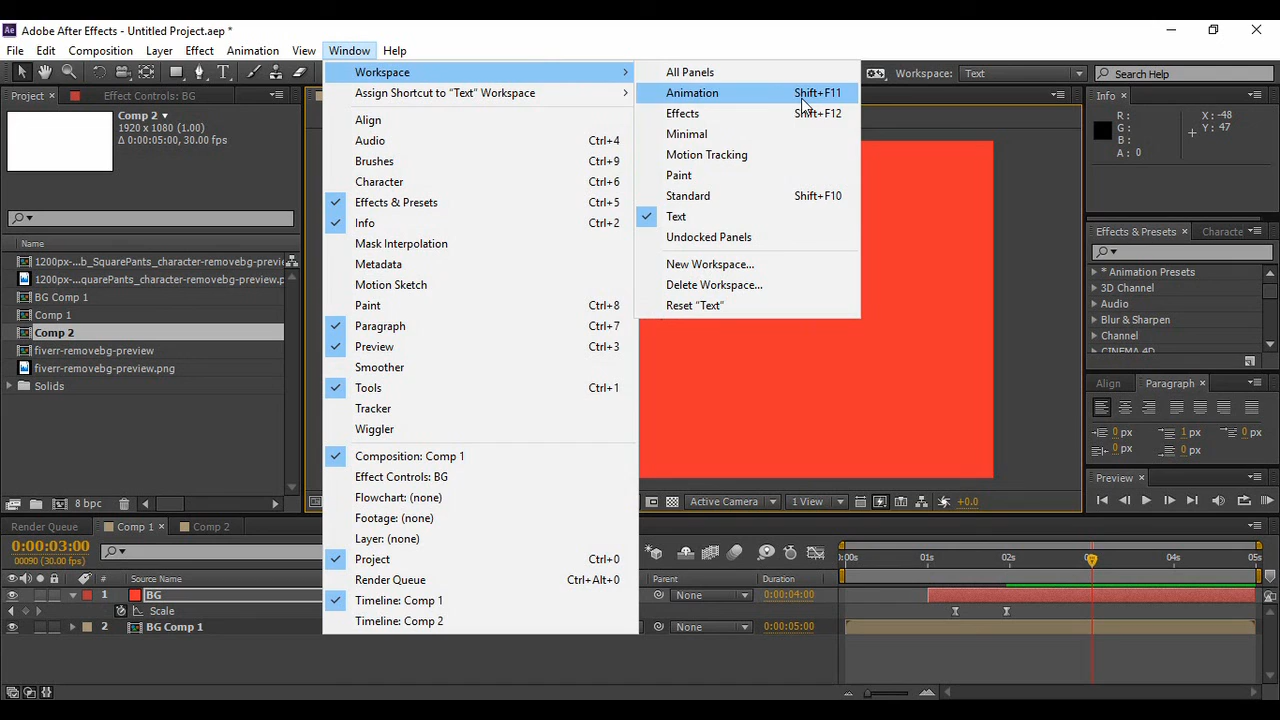 Ae Adobe After Effects - Untitled Project.aep *
File Edit Composition Layer Effect Animation View Window Help
Workspace: Text
Search Help
Project
Effect Controls: BG
Comp 2
1920 x 1080 (1.00)
Δ 0:00:05:00, 30.00 fps
Name
1200px-...b_SquarePants_character-removebg-previe
1200px-...quarePants_character-removebg-preview.p
BG Comp 1
Comp 1
Comp 2
fiverr-removebg-preview
fiverr-removebg-preview.png
Solids
8 bpc
Workspace
Assign Shortcut to "Text" Workspace
Align
Audio Ctrl+4
Brushes Ctrl+9
Character Ctrl+6
Effects & Presets Ctrl+5
Info Ctrl+2
Mask Interpolation
Metadata
Motion Sketch
Paint Ctrl+8
Paragraph Ctrl+7
Preview Ctrl+3
Smoother
Tools Ctrl+1
Tracker
Wiggler
Composition: Comp 1
Effect Controls: BG
Flowchart: (none)
Footage: (none)
Layer: (none)
Project Ctrl+0
Render Queue Ctrl+Alt+0
Timeline: Comp 1
Timeline: Comp 2
All Panels
Animation Shift+F11
Effects Shift+F12
Minimal
Motion Tracking
Paint
Standard Shift+F10
Text
Undocked Panels
New Workspace...
Delete Workspace...
Reset "Text"
Active Camera
1 View
+0.0
Info
R: X: -48
G: Y: 47
B:
A: 0
Effects & Presets Characte
* Animation Presets
3D Channel
Audio
Blur & Sharpen
Channel
CINEMA 4D
Align Paragraph
0 px 1 px 0 px
0 px 0 px
Preview
Render Queue Comp 1 Comp 2
0:00:03:00
00090 (30.00 fps)
# Source Name
Parent Duration
:00s 01s 02s 04s 05s
1 BG None 0:00:04:00
Scale
2 BG Comp 1 None 0:00:05:00